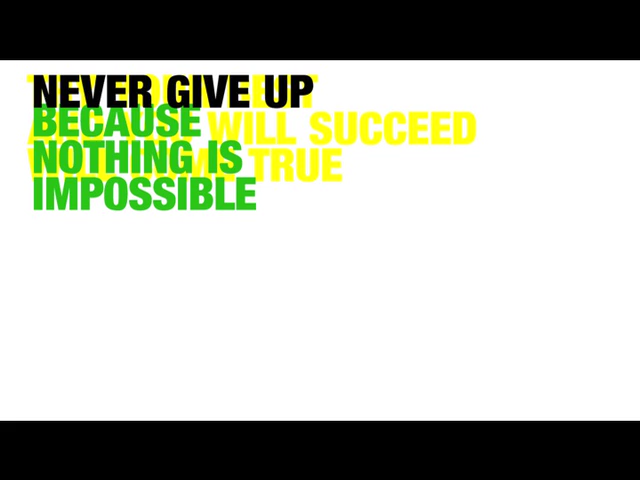 NEVER GIVE UP
BECAUSE
NOTHING IS
IMPOSSIBLE
WILL SUCCEED
TRUE